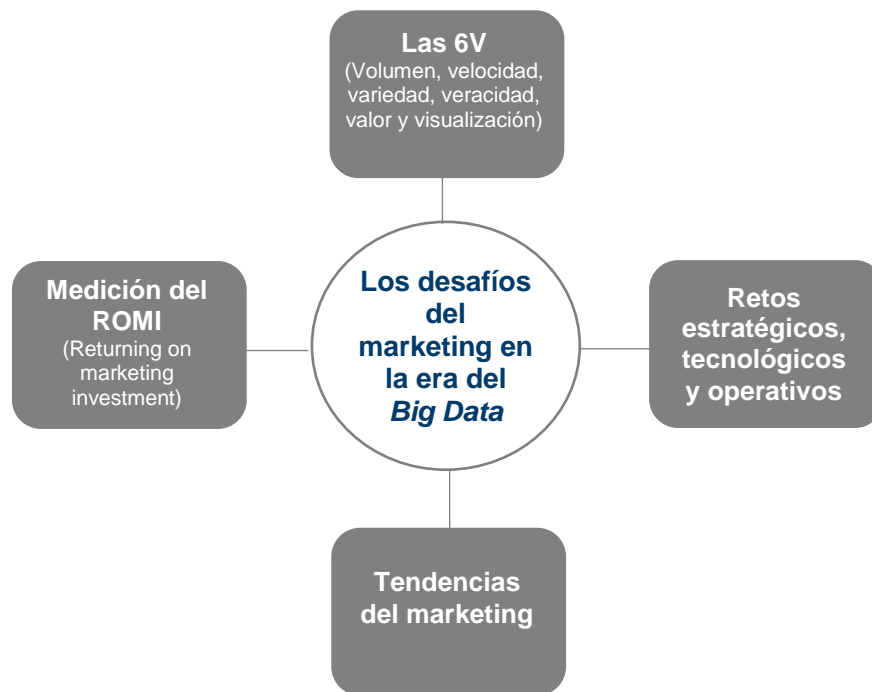 Las 6V
(Volumen, velocidad,
variedad, veracidad,
valor y visualización)
Medición del
ROMI
(Returning on
marketing
investment)
Los desafíos
del
marketing en
la era del
Big Data
Retos
estratégicos,
tecnológicos
y operativos
Tendencias
del marketing